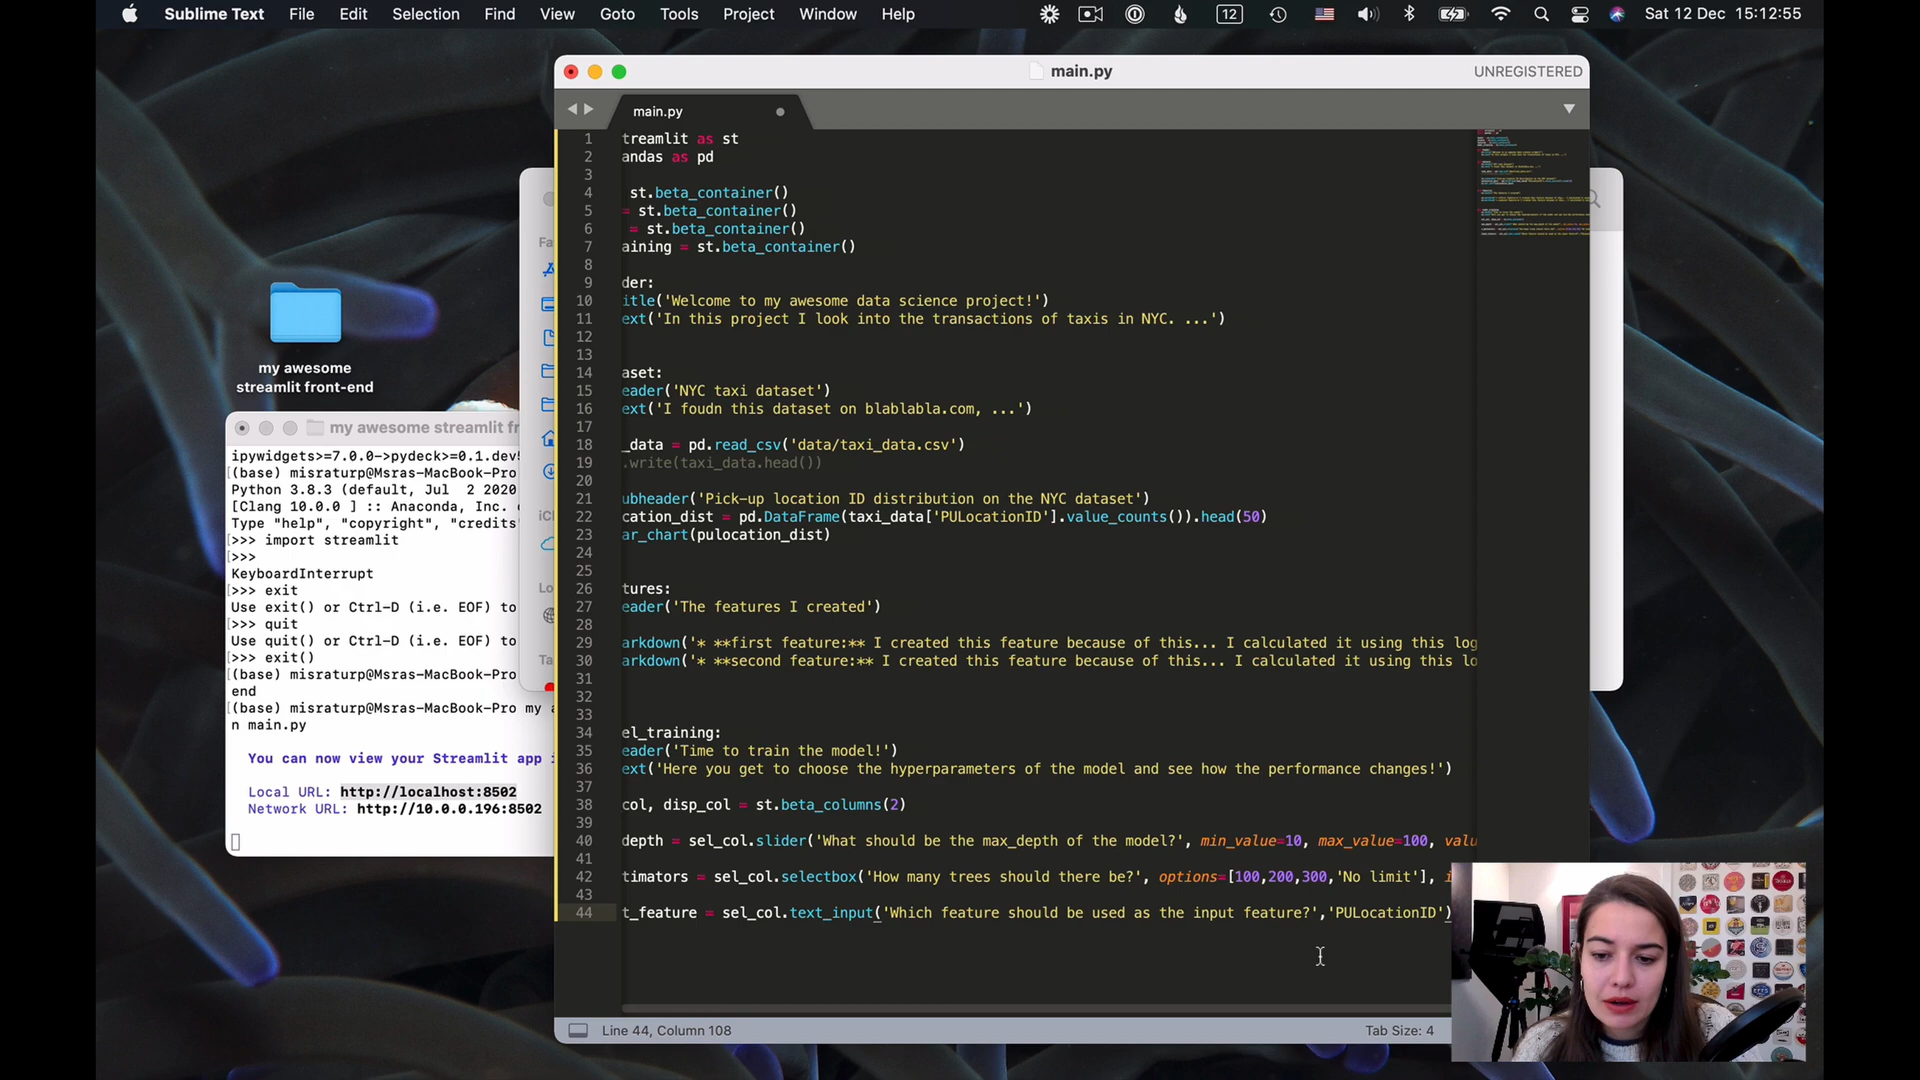 Sublime Text File Edit Selection Find View Goto Tools Project Window Help 12 Sat 12 Dec 15:12:55
main.py UNREGISTERED
main.py
1 treamlit as st
2 andas as pd
3
4 st.beta_container()
5 = st.beta_container()
6 = st.beta_container()
7 aining = st.beta_container()
8
9 der:
10 itle('Welcome to my awesome data science project!')
11 ext('In this project I look into the transactions of taxis in NYC. ...')
12
13
14 aset:
15 eader('NYC taxi dataset')
16 ext('I foudn this dataset on blablabla.com, ...')
17
18 _data = pd.read_csv('data/taxi_data.csv')
19 .write(taxi_data.head())
20
21 ubheader('Pick-up location ID distribution on the NYC dataset')
22 cation_dist = pd.DataFrame(taxi_data['PULocationID'].value_counts()).head(50)
23 ar_chart(pulocation_dist)
24
25
26 tures:
27 eader('The features I created')
28
29 arkdown('* **first feature:** I created this feature because of this... I calculated it using this log
30 arkdown('* **second feature:** I created this feature because of this... I calculated it using this lo
31
32
33
34 el_training:
35 eader('Time to train the model!')
36 ext('Here you get to choose the hyperparameters of the model and see how the performance changes!')
37
38 col, disp_col = st.beta_columns(2)
39
40 depth = sel_col.slider('What should be the max_depth of the model?', min_value=10, max_value=100, valu
41
42 timators = sel_col.selectbox('How many trees should there be?', options=[100,200,300,'No limit'], i
43
44 t_feature = sel_col.text_input('Which feature should be used as the input feature?','PULocationID')
Line 44, Column 108 Tab Size: 4
my awesome
streamlit front-end
my awesome streamlit fr
ipywidgets>=7.0.0->pydeck>=0.1.dev5
(base) misraturp@Msras-MacBook-Pro
Python 3.8.3 (default, Jul 2 2020
[Clang 10.0.0 ] :: Anaconda, Inc.
Type "help", "copyright", "credits"
>>> import streamlit
>>>
KeyboardInterrupt
>>> exit
Use exit() or Ctrl-D (i.e. EOF) to
>>> quit
Use quit() or Ctrl-D (i.e. EOF) to
>>> exit()
(base) misraturp@Msras-MacBook-Pro
end
(base) misraturp@Msras-MacBook-Pro my a
n main.py
You can now view your Streamlit app i
Local URL: http://localhost:8502
Network URL: http://10.0.0.196:8502
Fa
iCl
Lo
Ta